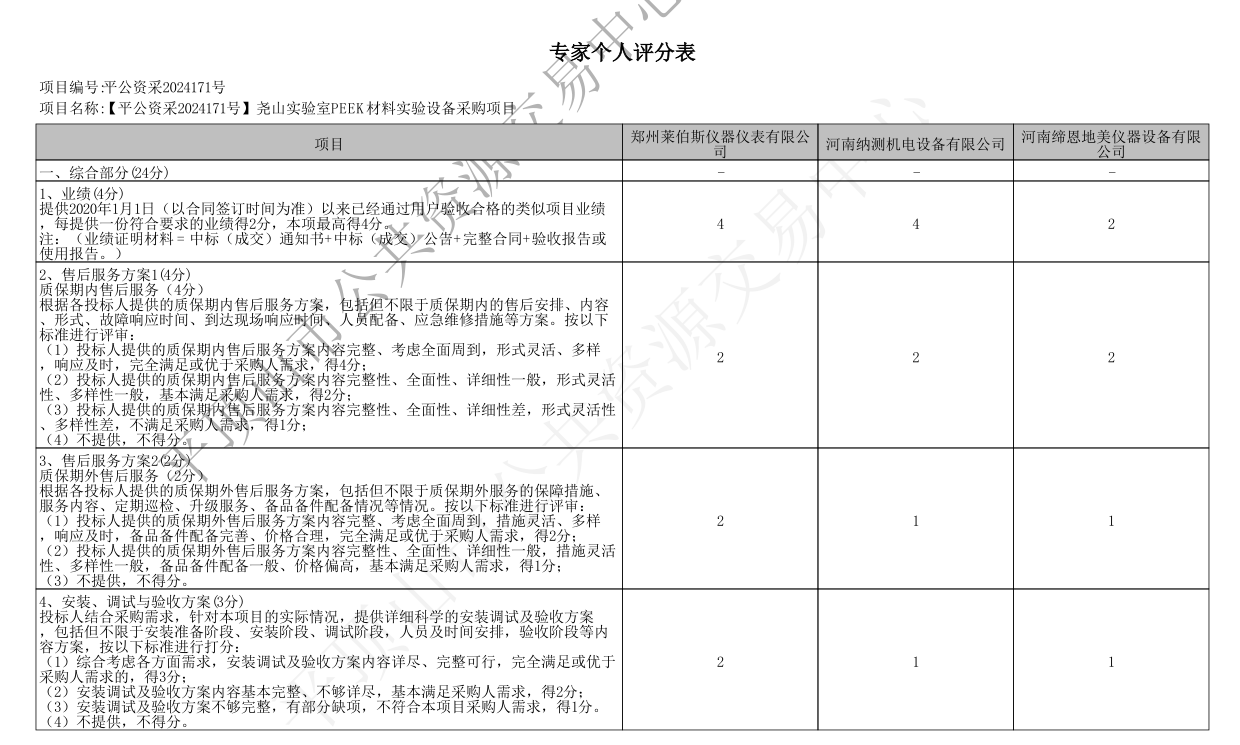 专家个人评分表
项目编号:平公资采2024171号
项目名称:【平公资采2024171号】尧山实验室PEEK材料实验设备采购项目
项目
郑州莱伯斯仪器仪表有限公
司
河南纳测机电设备有限公司
河南缔恩地美仪器设备有限
公司
一、综合部分(24分)
-
-
-
1、业绩(4分)
提供2020年1月1日（以合同签订时间为准）以来已经通过用户验收合格的类似项目业绩
，每提供一份符合要求的业绩得2分，本项最高得4分。
注：（业绩证明材料=中标（成交）通知书+中标（成交）公告+完整合同+验收报告或
使用报告。）
4
4
2
2、售后服务方案1(4分)
质保期内售后服务（4分）
根据各投标人提供的质保期内售后服务方案，包括但不限于质保期内的售后安排、内容
、形式、故障响应时间、到达现场响应时间、人员配备、应急维修措施等方案。按以下
标准进行评审：
（1）投标人提供的质保期内售后服务方案内容完整、考虑全面周到，形式灵活、多样
，响应及时，完全满足或优于采购人需求，得4分；
（2）投标人提供的质保期内售后服务方案内容完整性、全面性、详细性一般，形式灵活
性、多样性一般，基本满足采购人需求，得2分；
（3）投标人提供的质保期内售后服务方案内容完整性、全面性、详细性差，形式灵活性
、多样性差，不满足采购人需求，得1分；
（4）不提供，不得分。
2
2
2
3、售后服务方案2(2分)
质保期外售后服务（2分）
根据各投标人提供的质保期外售后服务方案，包括但不限于质保期外服务的保障措施、
服务内容、定期巡检、升级服务、备品备件配备情况等情况。按以下标准进行评审：
（1）投标人提供的质保期外售后服务方案内容完整、考虑全面周到，措施灵活、多样
，响应及时，备品备件配备完善、价格合理，完全满足或优于采购人需求，得2分；
（2）投标人提供的质保期外售后服务方案内容完整性、全面性、详细性一般，措施灵活
性、多样性一般，备品备件配备一般、价格偏高，基本满足采购人需求，得1分；
（3）不提供，不得分。
2
1
1
4、安装、调试与验收方案(3分)
投标人结合采购需求，针对本项目的实际情况，提供详细科学的安装调试及验收方案
，包括但不限于安装准备阶段、安装阶段、调试阶段，人员及时间安排，验收阶段等内
容方案，按以下标准进行打分：
（1）综合考虑各方面需求，安装调试及验收方案内容详尽、完整可行，完全满足或优于
采购人需求的，得3分；
（2）安装调试及验收方案内容基本完整、不够详尽，基本满足采购人需求，得2分；
（3）安装调试及验收方案不够完整，有部分缺项，不符合本项目采购人需求，得1分。
（4）不提供，不得分。
2
1
1
平顶山市公共资源交易中心
平顶山市公共资源交易中心